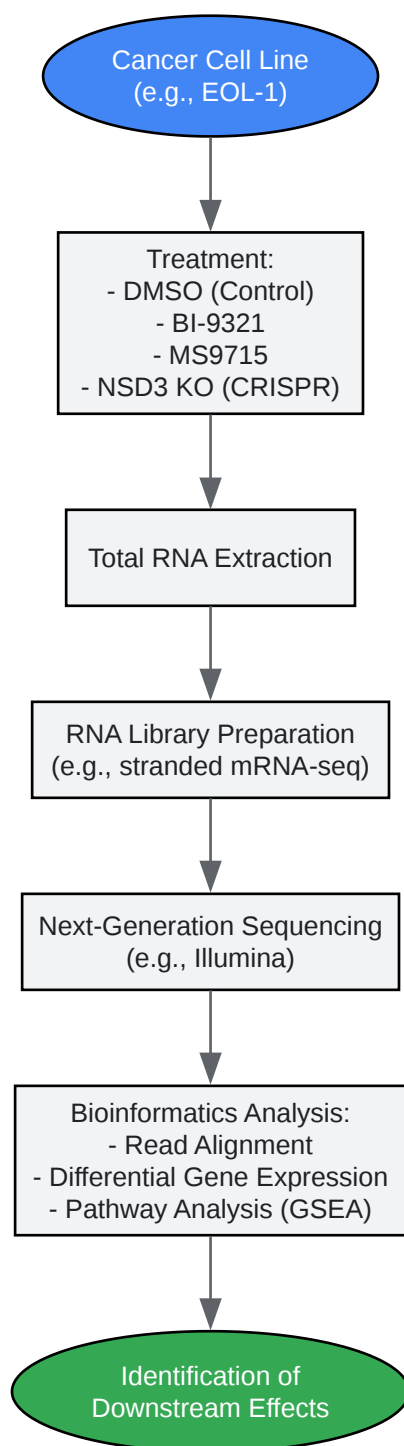 Cancer Cell Line
(e.g., EOL-1)
Treatment:
- DMSO (Control)
- BI-9321
- MS9715
- NSD3 KO (CRISPR)
Total RNA Extraction
RNA Library Preparation
(e.g., stranded mRNA-seq)
Next-Generation Sequencing
(e.g., Illumina)
Bioinformatics Analysis:
- Read Alignment
- Differential Gene Expression
- Pathway Analysis (GSEA)
Identification of
Downstream Effects